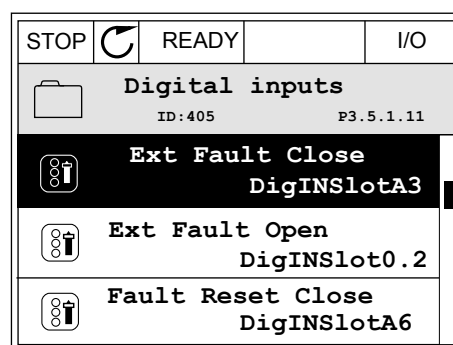 STOP READY I/O
Digital inputs
ID:405 P3.5.1.11
Ext Fault Close
DigINSlotA3
Ext Fault Open
DigINSlot0.2
Fault Reset Close
DigINSlotA6